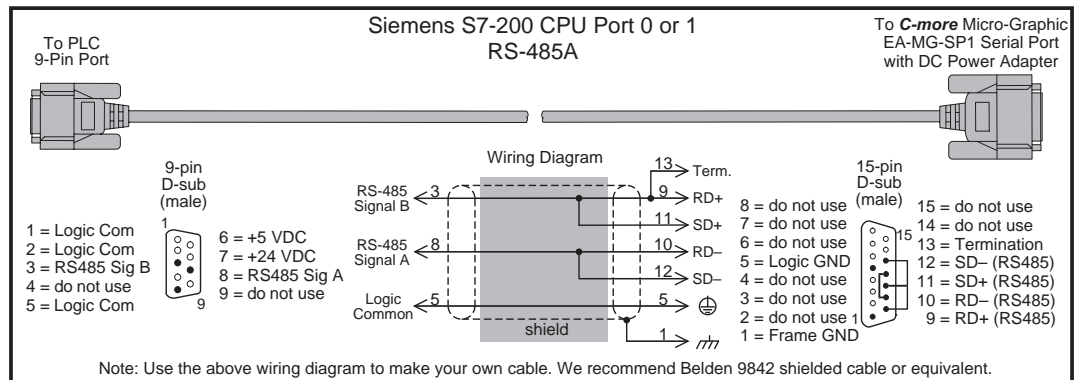 Siemens S7-200 CPU Port 0 or 1
RS-485A
To PLC
9-Pin Port
To C-more Micro-Graphic
EA-MG-SP1 Serial Port
with DC Power Adapter
9-pin
D-sub
(male)
1
9
1 = Logic Com
2 = Logic Com
3 = RS485 Sig B
4 = do not use
5 = Logic Com
6 = +5 VDC
7 = +24 VDC
8 = RS485 Sig A
9 = do not use
Wiring Diagram
RS-485
Signal B
3
13
Term.
9
RD+
11
SD+
RS-485
Signal A
8
10
RD–
12
SD–
Logic
Common
5
5
shield
1
15-pin
D-sub
(male)
15
1
8 = do not use
7 = do not use
6 = do not use
5 = Logic GND
4 = do not use
3 = do not use
2 = do not use
1 = Frame GND
15 = do not use
14 = do not use
13 = Termination
12 = SD– (RS485)
11 = SD+ (RS485)
10 = RD– (RS485)
9 = RD+ (RS485)
Note: Use the above wiring diagram to make your own cable. We recommend Belden 9842 shielded cable or equivalent.